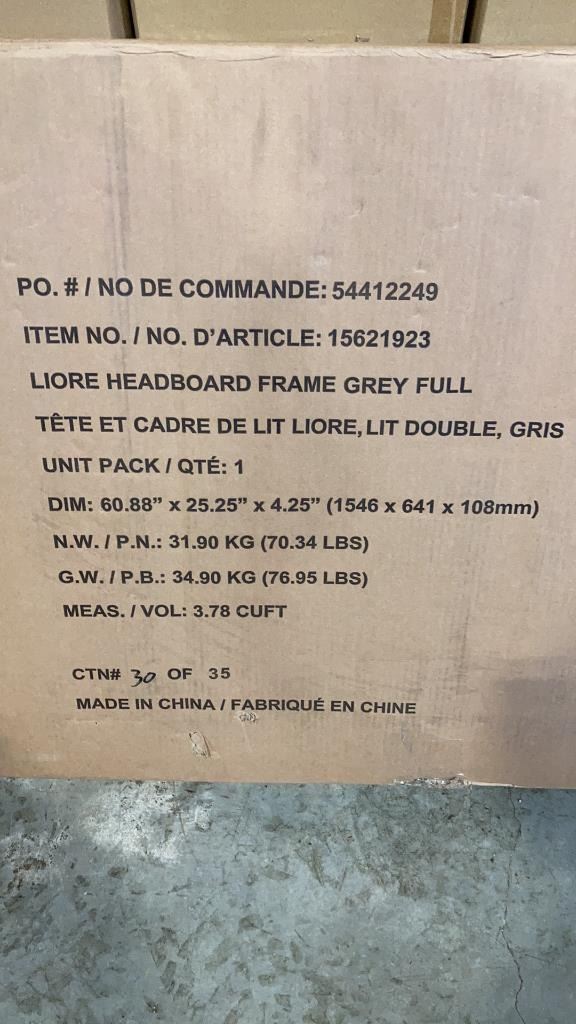 PO. # / NO DE COMMANDE: 54412249
ITEM NO. / NO. D'ARTICLE: 15621923
LIORE HEADBOARD FRAME GREY FULL
TÊTE ET CADRE DE LIT LIORE, LIT DOUBLE, GRIS
UNIT PACK / QTÉ: 1
DIM: 60.88” x 25.25” x 4.25” (1546 x 641 x 108mm)
N.W. / P.N.: 31.90 KG (70.34 LBS)
G.W. / P.B.: 34.90 KG (76.95 LBS)
MEAS. / VOL: 3.78 CUFT
CTN# 30 OF 35
MADE IN CHINA / FABRIQUÉ EN CHINE